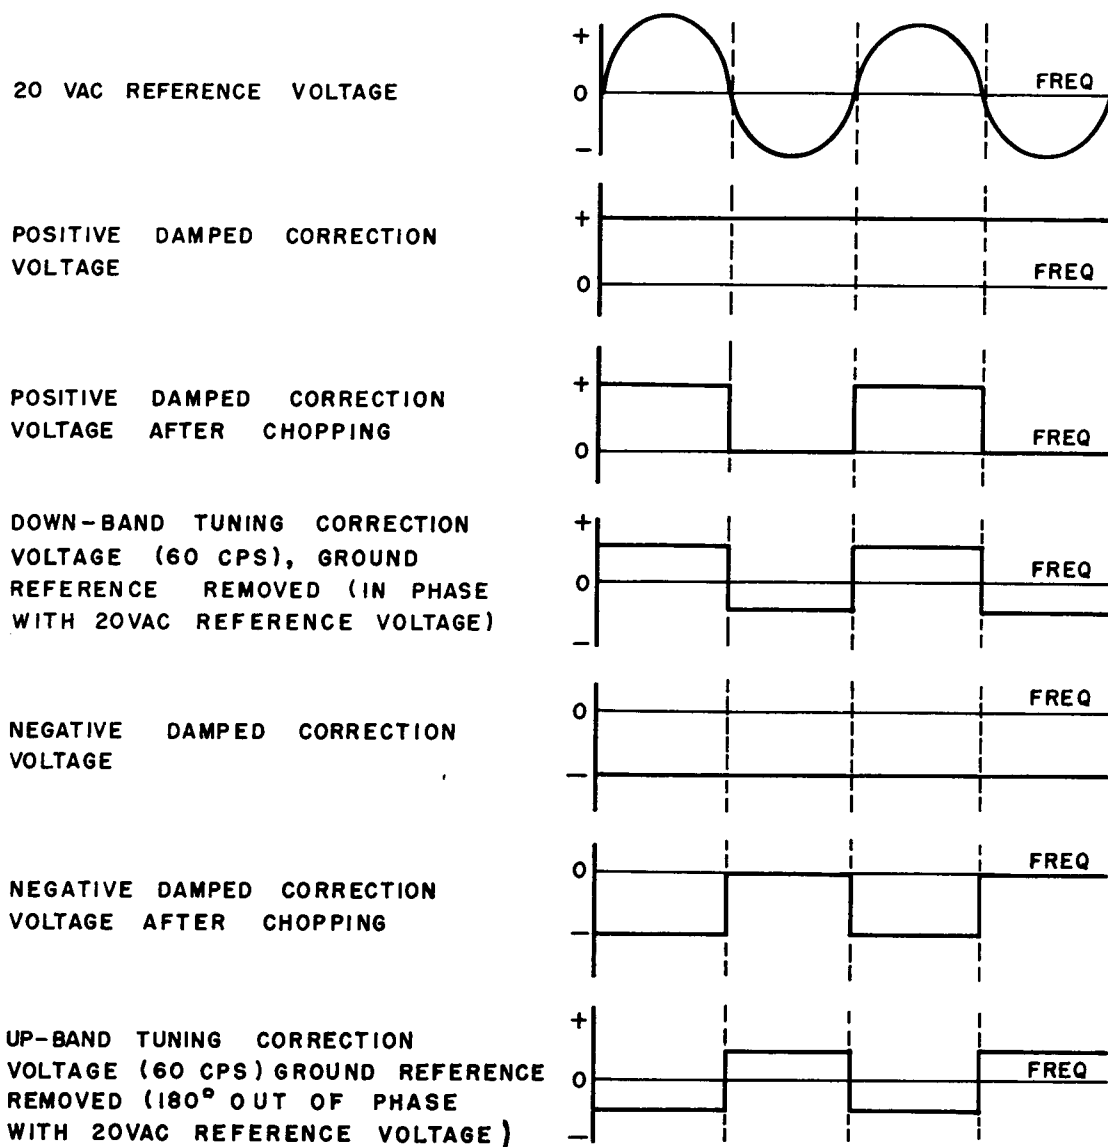 20 VAC REFERENCE VOLTAGE
+
0
−
FREQ
POSITIVE DAMPED CORRECTION
VOLTAGE
+
0
FREQ
POSITIVE DAMPED CORRECTION
VOLTAGE AFTER CHOPPING
+
0
FREQ
DOWN-BAND TUNING CORRECTION
VOLTAGE (60 CPS), GROUND
REFERENCE REMOVED (IN PHASE
WITH 20VAC REFERENCE VOLTAGE)
+
0
−
FREQ
NEGATIVE DAMPED CORRECTION
VOLTAGE
0
−
FREQ
NEGATIVE DAMPED CORRECTION
VOLTAGE AFTER CHOPPING
0
−
FREQ
UP-BAND TUNING CORRECTION
VOLTAGE (60 CPS) GROUND REFERENCE
REMOVED (180° OUT OF PHASE
WITH 20VAC REFERENCE VOLTAGE)
+
0
−
FREQ